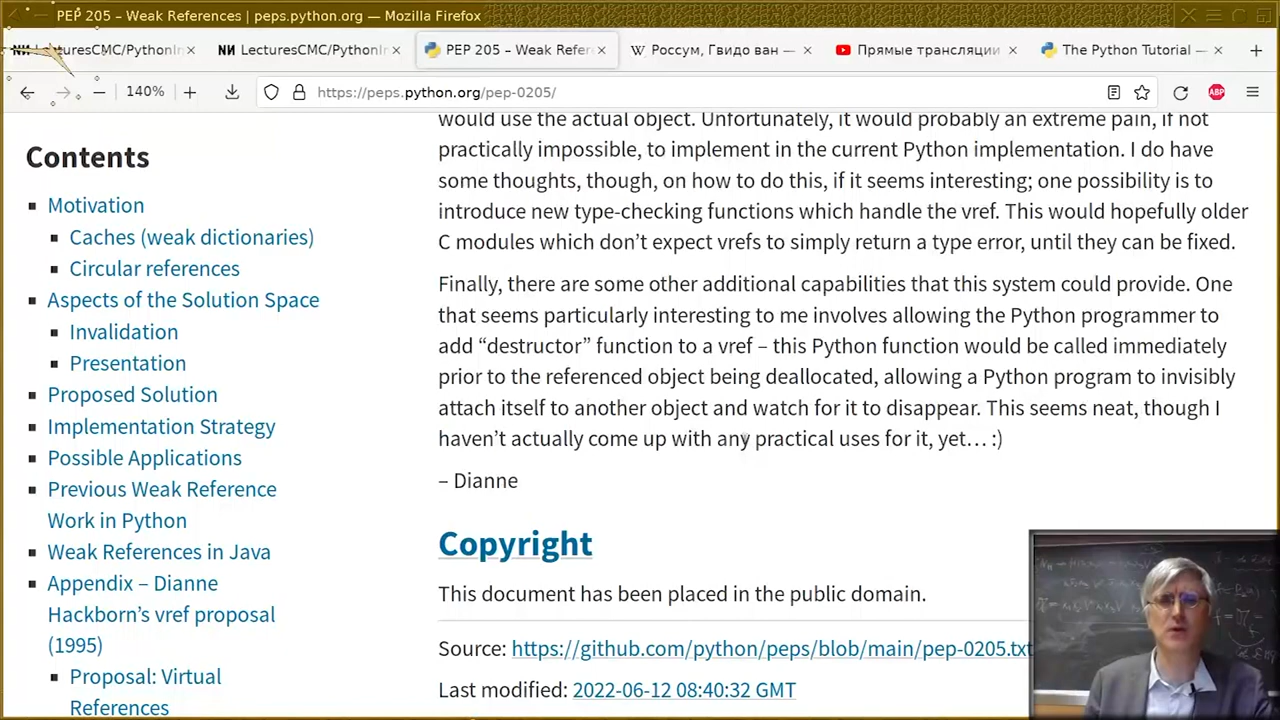 PEP 205 – Weak References | peps.python.org — Mozilla Firefox
LecturesCMC/PythonIn
LecturesCMC/PythonIn
PEP 205 – Weak Refer
Россум, Гвидо ван —
Прямые трансляции
The Python Tutorial —
140%
https://peps.python.org/pep-0205/
ABP
Contents
Motivation
Caches (weak dictionaries)
Circular references
Aspects of the Solution Space
Invalidation
Presentation
Proposed Solution
Implementation Strategy
Possible Applications
Previous Weak Reference
Work in Python
Weak References in Java
Appendix – Dianne
Hackborn’s vref proposal
(1995)
Proposal: Virtual
References
would use the actual object. Unfortunately, it would probably an extreme pain, if not
practically impossible, to implement in the current Python implementation. I do have
some thoughts, though, on how to do this, if it seems interesting; one possibility is to
introduce new type-checking functions which handle the vref. This would hopefully older
C modules which don’t expect vrefs to simply return a type error, until they can be fixed.
Finally, there are some other additional capabilities that this system could provide. One
that seems particularly interesting to me involves allowing the Python programmer to
add “destructor” function to a vref – this Python function would be called immediately
prior to the referenced object being deallocated, allowing a Python program to invisibly
attach itself to another object and watch for it to disappear. This seems neat, though I
haven’t actually come up with any practical uses for it, yet… :)
– Dianne
Copyright
This document has been placed in the public domain.
Source: https://github.com/python/peps/blob/main/pep-0205.txt
Last modified: 2022-06-12 08:40:32 GMT